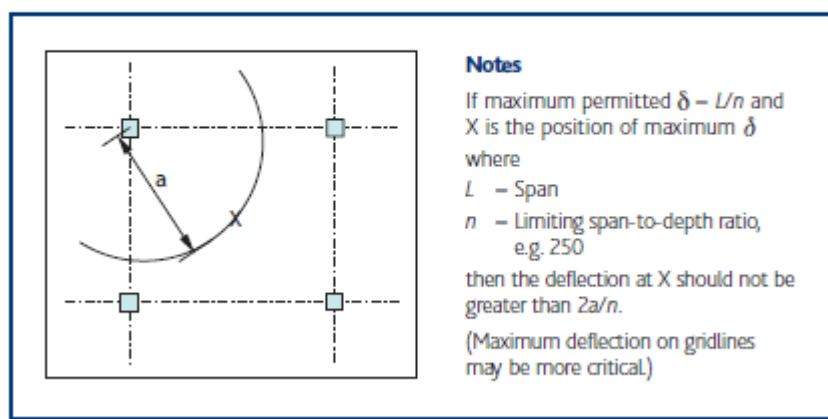 a
X
Notes
If maximum permitted δ – L/n and
X is the position of maximum δ
where
L – Span
n – Limiting span-to-depth ratio,
e.g. 250
then the deflection at X should not be
greater than 2a/n.
(Maximum deflection on gridlines
may be more critical.)